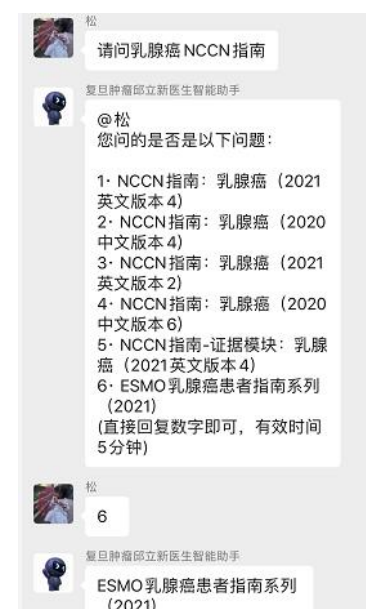 松
请问乳腺癌NCCN指南
复旦肿瘤邱立新医生智能助手
@松
您问的是否是以下问题：
1· NCCN指南：乳腺癌（2021
英文版本4）
2· NCCN指南：乳腺癌（2020
中文版本4）
3· NCCN指南：乳腺癌（2021
英文版本2）
4· NCCN指南：乳腺癌（2020
中文版本6）
5· NCCN指南-证据模块：乳腺
癌（2021英文版本4）
6· ESMO乳腺癌患者指南系列
（2021）
(直接回复数字即可，有效时间
5分钟)
松
6
复旦肿瘤邱立新医生智能助手
ESMO乳腺癌患者指南系列
（2021）